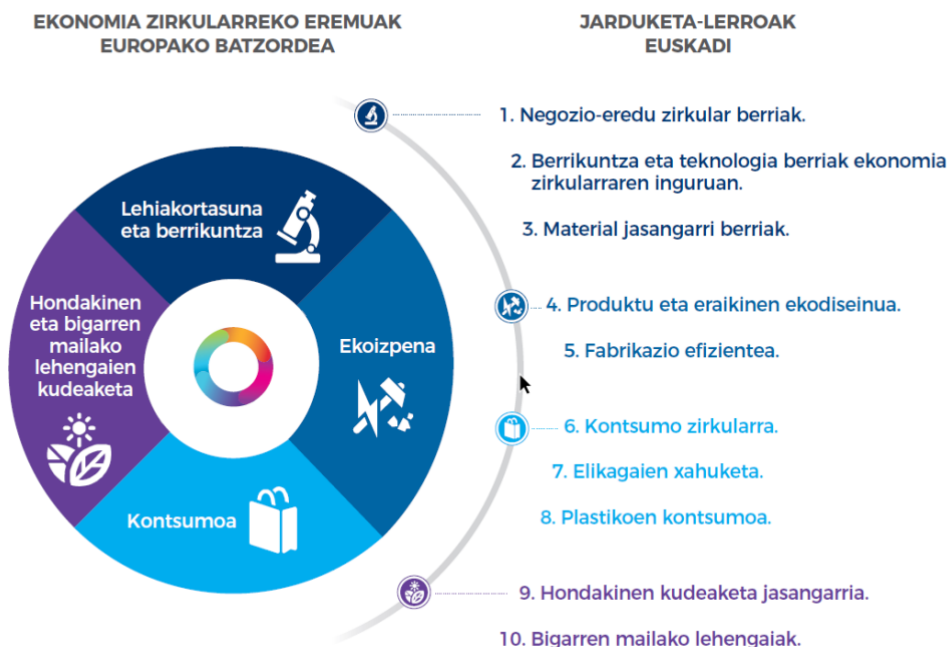 EKONOMIA ZIRKULARREKO EREMUAK
EUROPAKO BATZORDEA
Lehiakortasuna
eta berrikuntza
Hondakinen
eta bigarren
mailako
lehengaien
kudeaketa
Ekoizpena
Kontsumoa
JARDUKETA-LERROAK
EUSKADI
1. Negozio-eredu zirkular berriak.
2. Berrikuntza eta teknologia berriak ekonomia
zirkularraren inguruan.
3. Material jasangarri berriak.
4. Produktu eta eraikinen ekodiseinua.
5. Fabrikazio efizientea.
6. Kontsumo zirkularra.
7. Elikagaien xahuketa.
8. Plastikoen kontsumoa.
9. Hondakinen kudeaketa jasangarria.
10. Bigarren mailako lehengaiak.